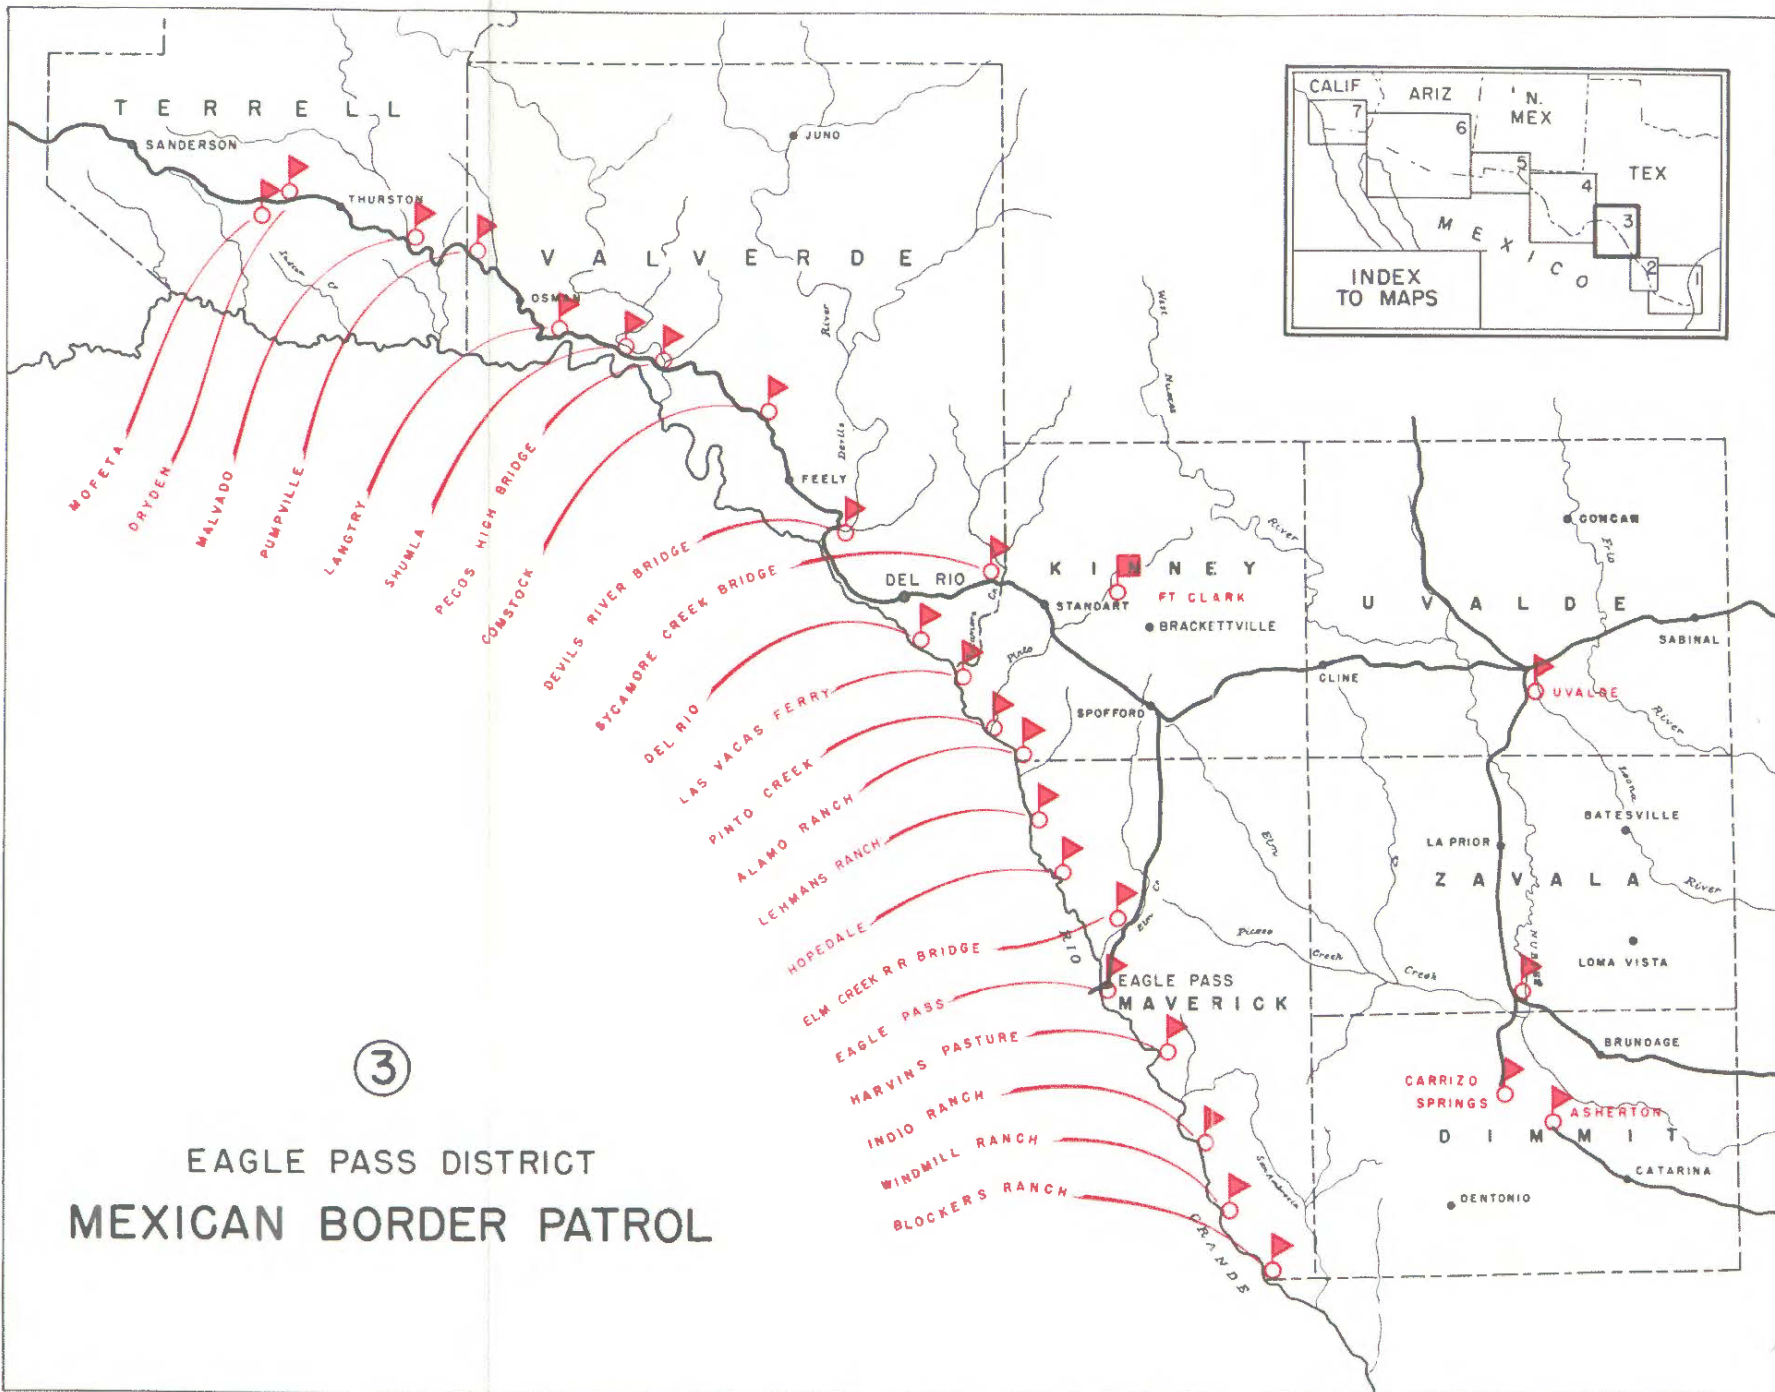 TERRELL
SANDERSON
THURSTON
JUNO
VALVERDE
OSMAN
River
Devils
FEELY
DEL RIO
MOFETA
DRYDEN
MALVADO
PUMPVILLE
LANGTRY
SHUMLA
PECOS HIGH BRIDGE
COMSTOCK
DEVILS RIVER BRIDGE
SYCAMORE CREEK BRIDGE
DEL RIO
LAS VACAS FERRY
PINTO CREEK
ALAMO RANCH
LEHMANS RANCH
HOPEDALE
ELM CREEK R R BRIDGE
EAGLE PASS
HARVINS PASTURE
INDIO RANCH
WINDMILL RANCH
BLOCKERS RANCH
CALIF
ARIZ
N.
MEX
TEX
MEXICO
7
6
5
4
3
2
1
INDEX
TO MAPS
West
Nueces
River
KINNEY
FT CLARK
STANDART
BRACKETTVILLE
Pinto
SPOFFORD
CLINE
UVALDE
CONCAN
Frio
River
SABINAL
UVALDE
Leona
River
BATESVILLE
LA PRIOR
ZAVALA
LOMA VISTA
Elm
Elm
C
Picoso
Creek
Creek
RIO
GRANDE
EAGLE PASS
MAVERICK
BRUNDAGE
CARRIZO
SPRINGS
ASHERTON
DIMMIT
CATARINA
DENTONIO
San Ambrosia
3
EAGLE PASS DISTRICT
MEXICAN BORDER PATROL